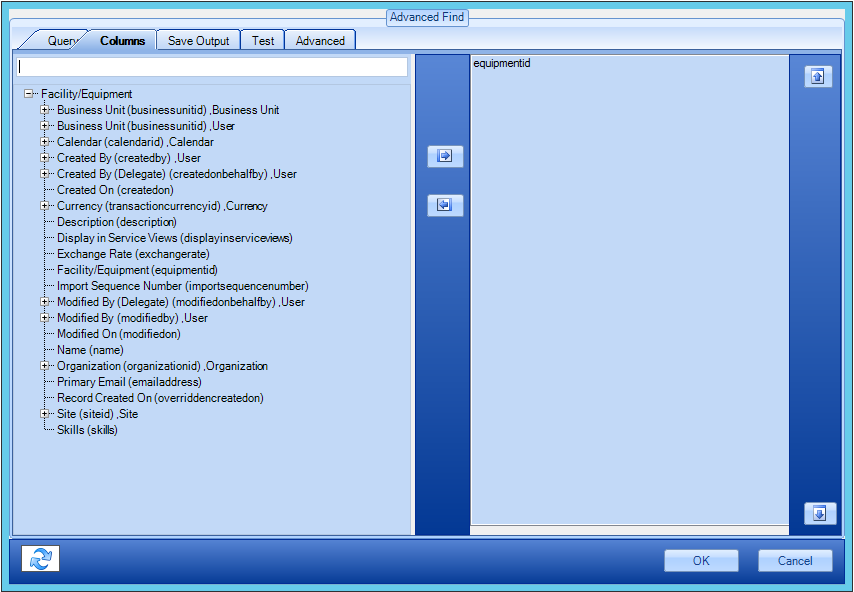 Advanced Find
Query Columns Save Output Test Advanced
equipmentid
Facility/Equipment
Business Unit (businessunitid) ,Business Unit
Business Unit (businessunitid) ,User
Calendar (calendarid) ,Calendar
Created By (createdby) ,User
Created By (Delegate) (createdonbehalfby) ,User
Created On (createdon)
Currency (transactioncurrencyid) ,Currency
Description (description)
Display in Service Views (displayinserviceviews)
Exchange Rate (exchangerate)
Facility/Equipment (equipmentid)
Import Sequence Number (importsequencenumber)
Modified By (Delegate) (modifiedonbehalfby) ,User
Modified By (modifiedby) ,User
Modified On (modifiedon)
Name (name)
Organization (organizationid) ,Organization
Primary Email (emailaddress)
Record Created On (overriddencreatedon)
Site (siteid) ,Site
Skills (skills)
OK Cancel